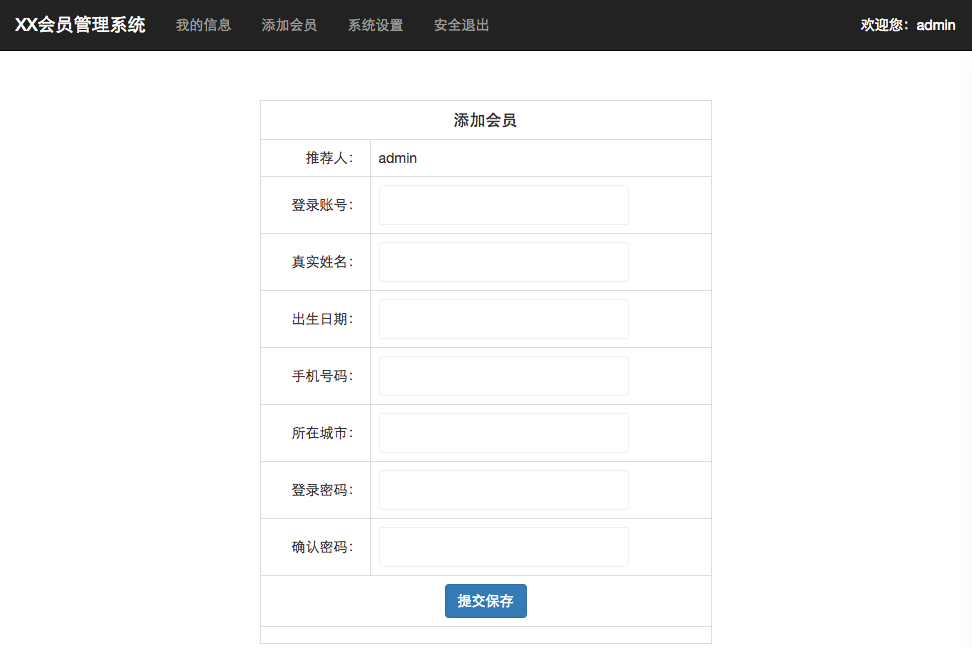 XX会员管理系统 我的信息 添加会员 系统设置 安全退出 欢迎您：admin
添加会员
推荐人： admin
登录账号：
真实姓名：
出生日期：
手机号码：
所在城市：
登录密码：
确认密码：
提交保存